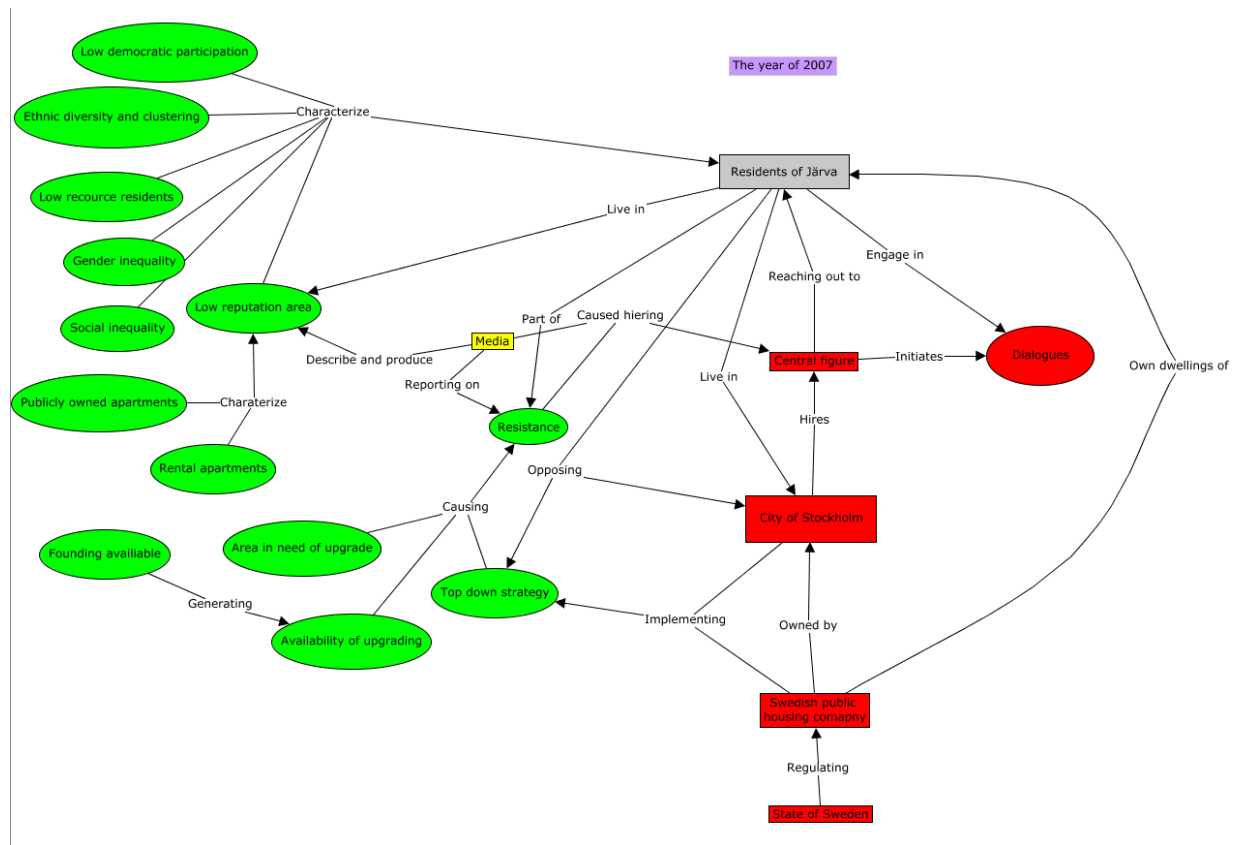 Low democratic participation
The year of 2007
Characterize
Ethnic diversity and clustering
Residents of Järva
Low recource residents
Live in
Engage in
Gender inequality
Reaching out to
Low reputation area
Social inequality
Part of
Caused hiering
Media
Describe and produce
Central figure
Initiates
Dialogues
Own dwellings of
Live in
Reporting on
Publicly owned apartments
Charaterize
Hires
Resistance
Rental apartments
Opposing
Causing
City of Stockholm
Area in need of upgrade
Founding availiable
Top down strategy
Generating
Implementing
Owned by
Availability of upgrading
Swedish public
housing comapny
Regulating
State of Sweden